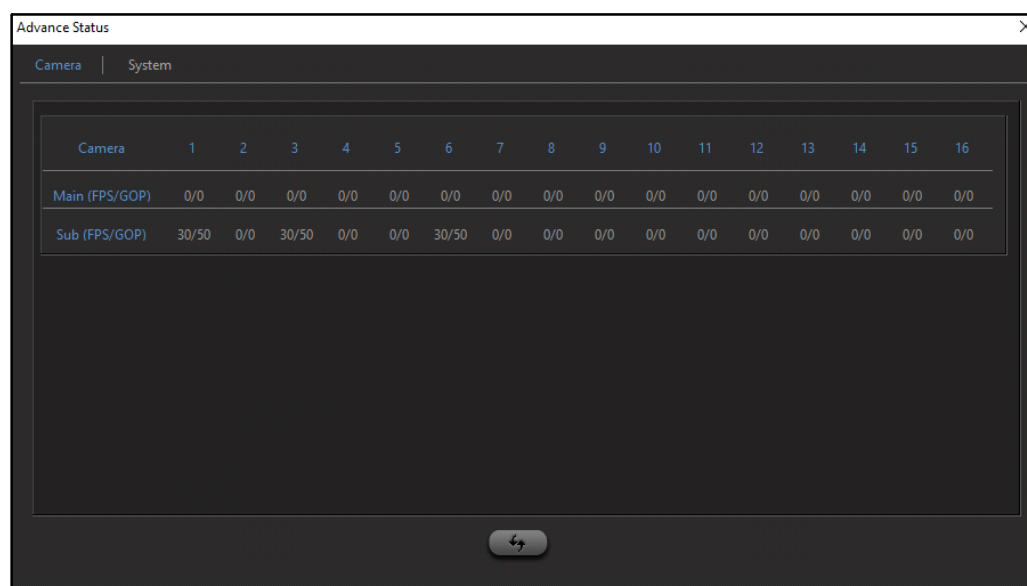 Advance Status
Camera | System
Camera 1 2 3 4 5 6 7 8 9 10 11 12 13 14 15 16
Main (FPS/GOP) 0/0 0/0 0/0 0/0 0/0 0/0 0/0 0/0 0/0 0/0 0/0 0/0 0/0 0/0 0/0 0/0
Sub (FPS/GOP) 30/50 0/0 30/50 0/0 0/0 30/50 0/0 0/0 0/0 0/0 0/0 0/0 0/0 0/0 0/0 0/0